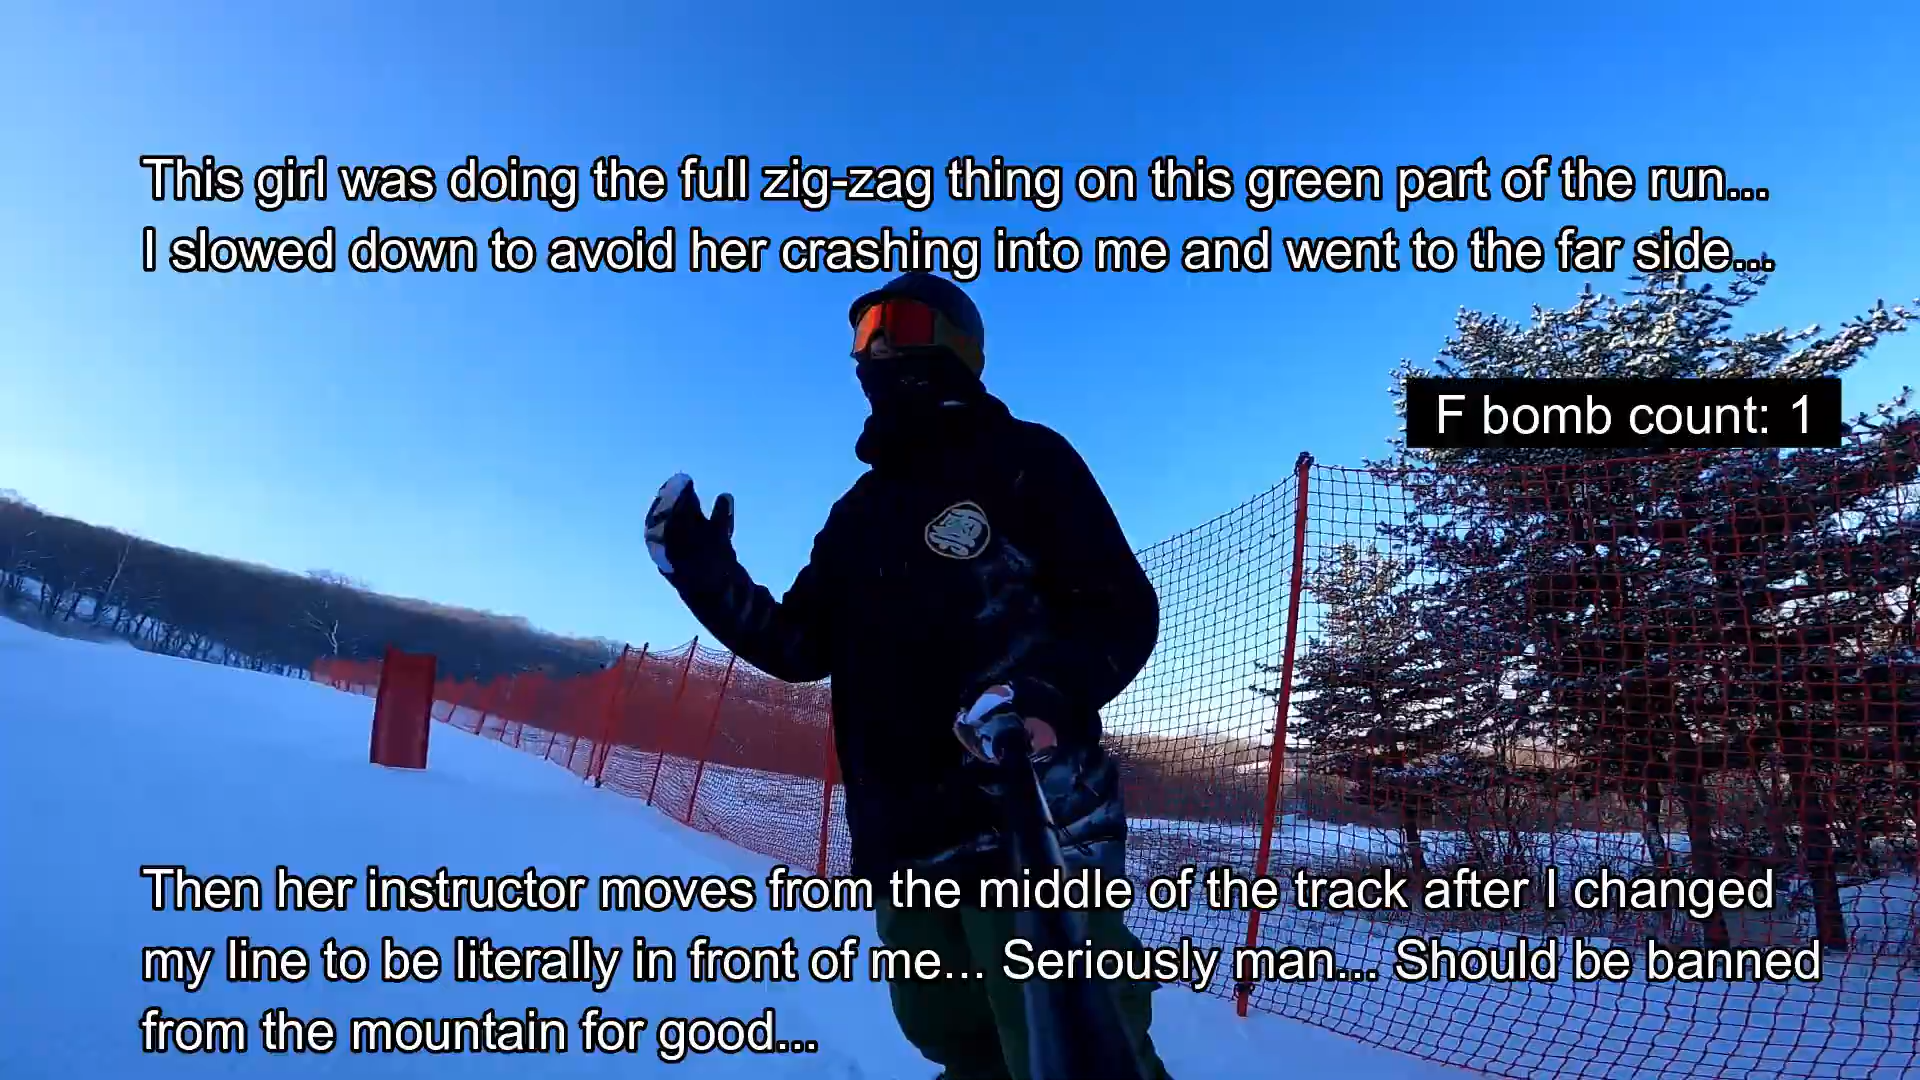 This girl was doing the full zig-zag thing on this green part of the run...
I slowed down to avoid her crashing into me and went to the far side...
F bomb count: 1
Then her instructor moves from the middle of the track after I changed
my line to be literally in front of me... Seriously man... Should be banned
from the mountain for good...